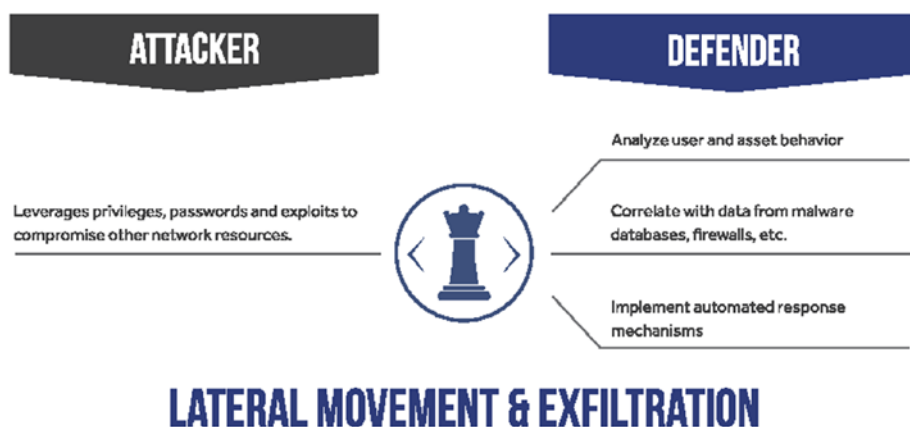 ATTACKER
Leverages privileges, passwords and exploits to
compromise other network resources.
DEFENDER
Analyze user and asset behavior
Correlate with data from malware
databases, firewalls, etc.
Implement automated response
mechanisms
LATERAL MOVEMENT & EXFILTRATION